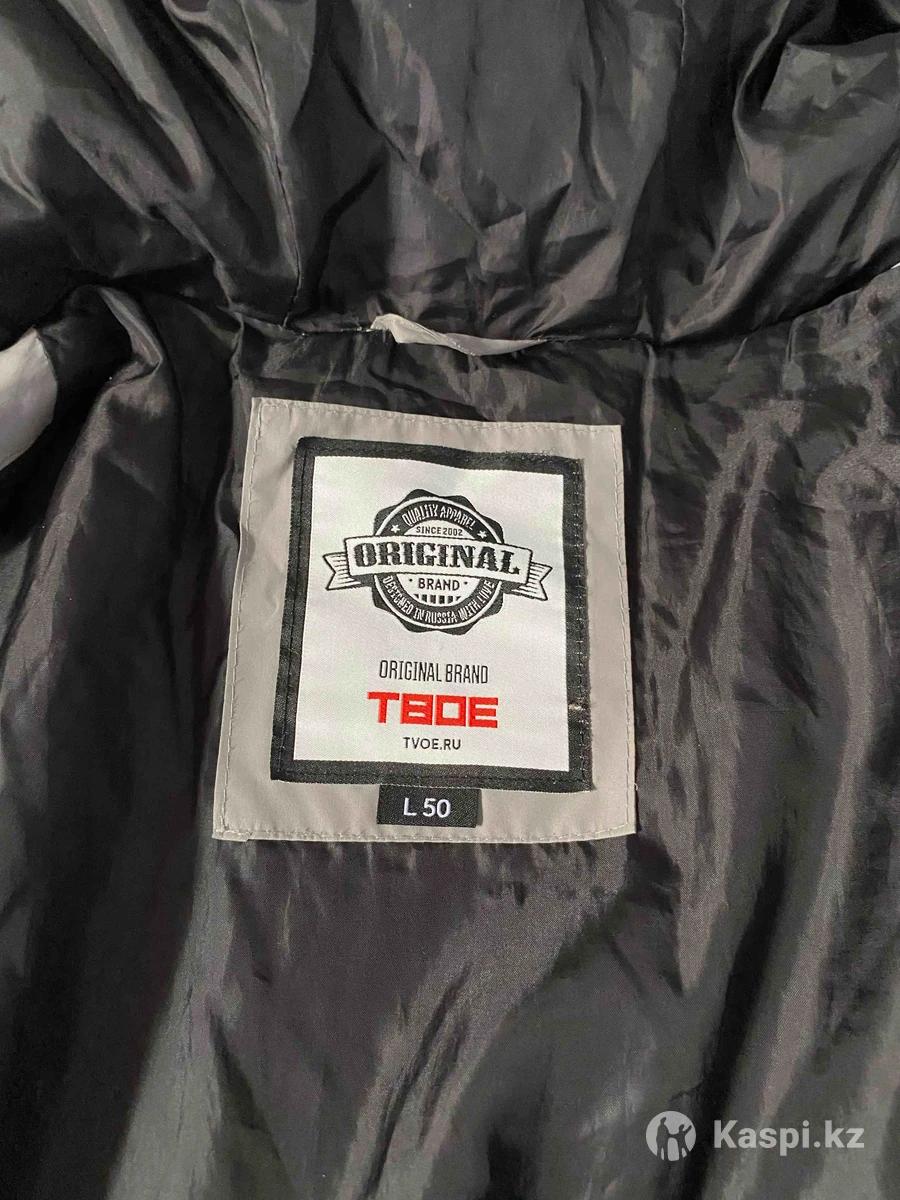 QUALITY APPAREL
SINCE 2002
ORIGINAL
BRAND
DESIGNED IN RUSSIA WITH LOVE
ORIGINAL BRAND
ТВОЕ
TVOE.RU
L 50
Kaspi.kz